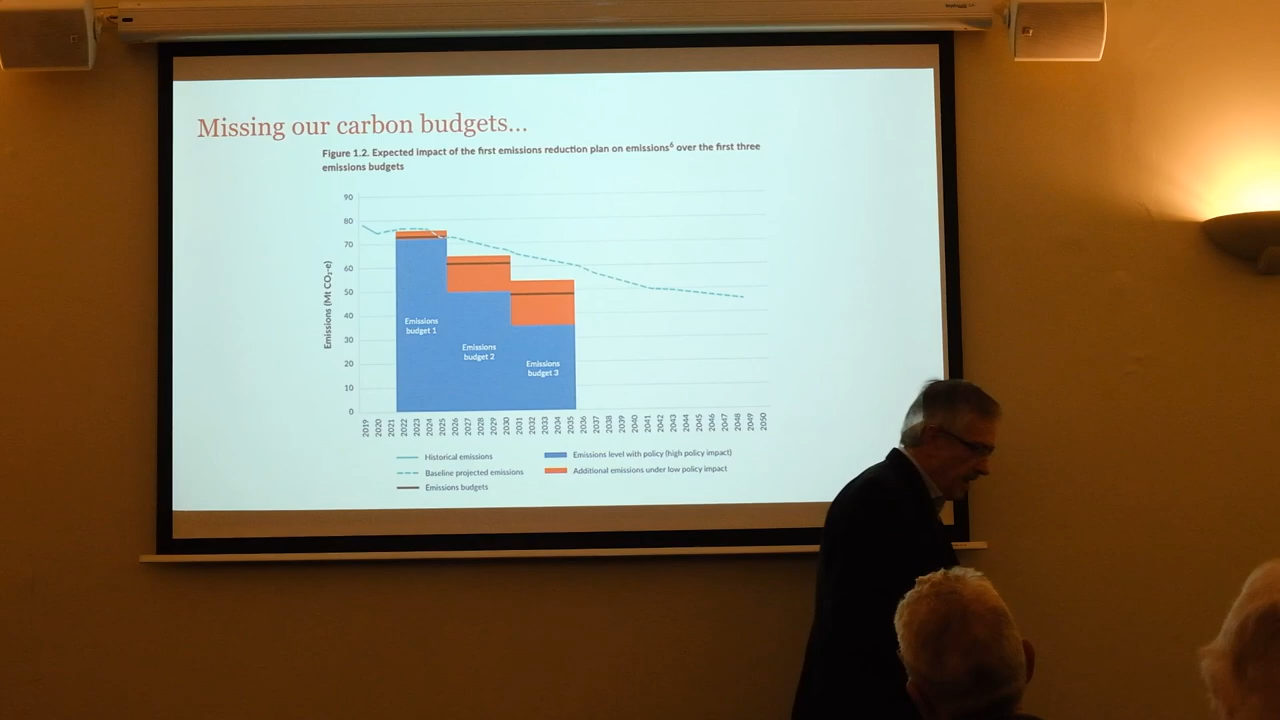 Missing our carbon budgets...
Figure 1.2. Expected impact of the first emissions reduction plan on emissions⁶ over the first three
emissions budgets
Emissions (Mt CO₂-e)
90
80
70
60
50
40
30
20
10
0
Emissions
budget 1
Emissions
budget 2
Emissions
budget 3
2019 2020 2021 2022 2023 2024 2025 2026 2027 2028 2029 2030 2031 2032 2033 2034 2035 2036 2037 2038 2039 2040 2041 2042 2043 2044 2045 2046 2047 2048 2049 2050
Historical emissions
Emissions level with policy (high policy impact)
Baseline projected emissions
Additional emissions under low policy impact
Emissions budgets